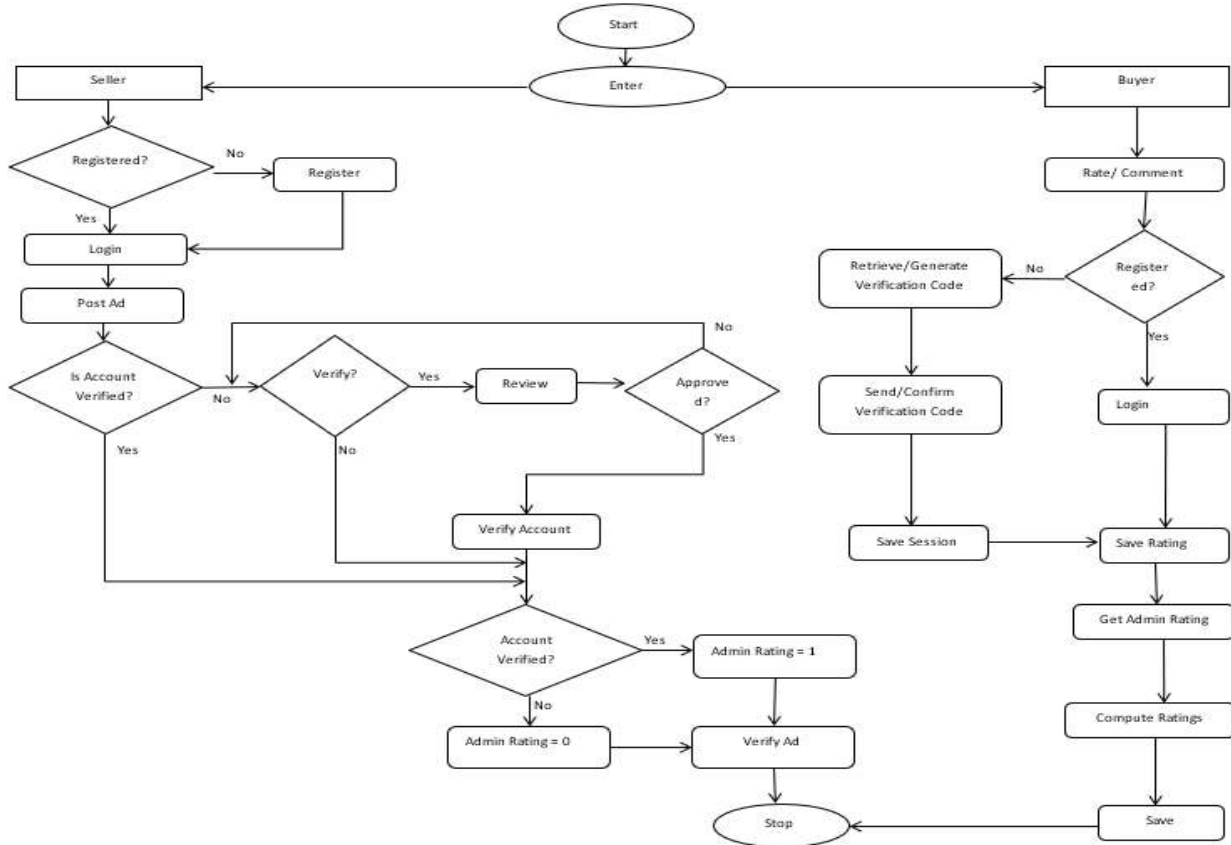 Start
Seller
Enter
Buyer
Registered?
No
Register
Rate/ Comment
Yes
Login
Retrieve/Generate
Verification Code
No
Register
ed?
Post Ad
No
Yes
Is Account
Verified?
No
Verify?
Yes
Review
Approve
d?
Send/Confirm
Verification Code
Login
Yes
No
Yes
Verify Account
Save Session
Save Rating
Account
Verified?
Yes
Admin Rating = 1
Get Admin Rating
No
Admin Rating = 0
Verify Ad
Compute Ratings
Stop
Save